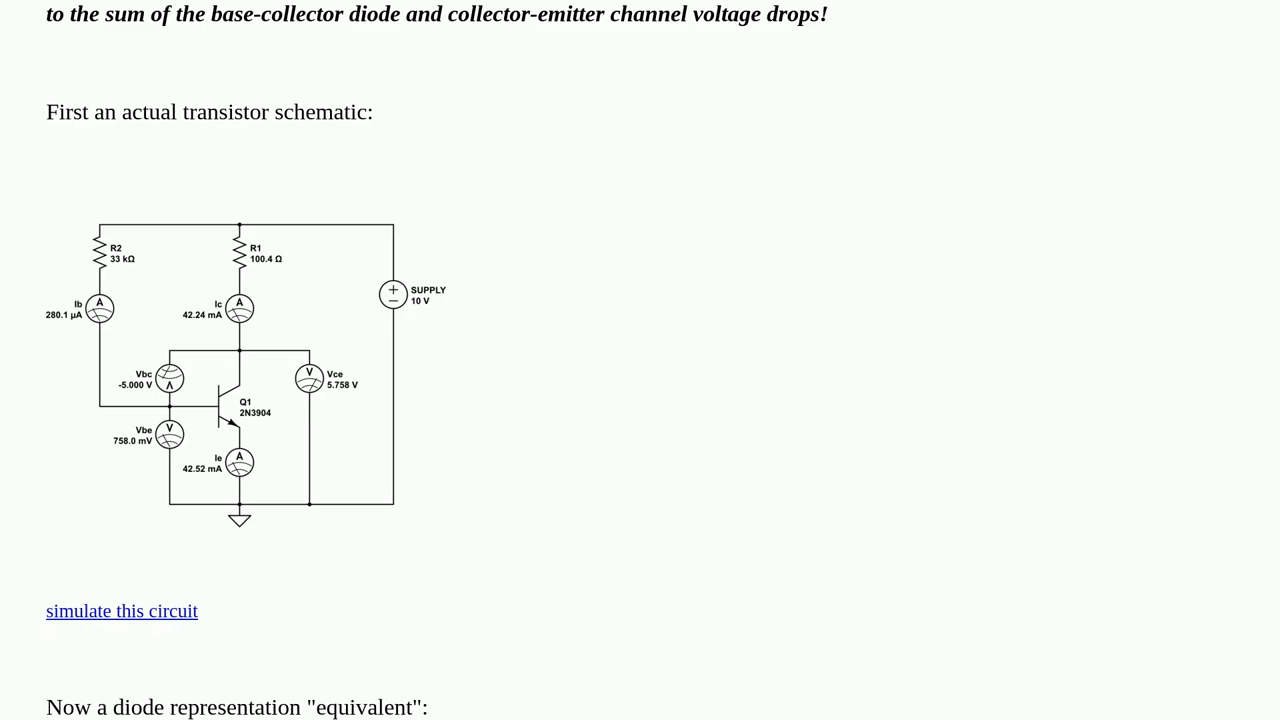 to the sum of the base-collector diode and collector-emitter channel voltage drops!
First an actual transistor schematic:
R2
33 kΩ
R1
100.4 Ω
SUPPLY
10 V
Ib
280.1 µA
A
Ic
42.24 mA
A
Vbc
-5.000 V
V
V
Vce
5.758 V
Q1
2N3904
Vbe
758.0 mV
V
Ie
42.52 mA
A
simulate this circuit
Now a diode representation "equivalent":